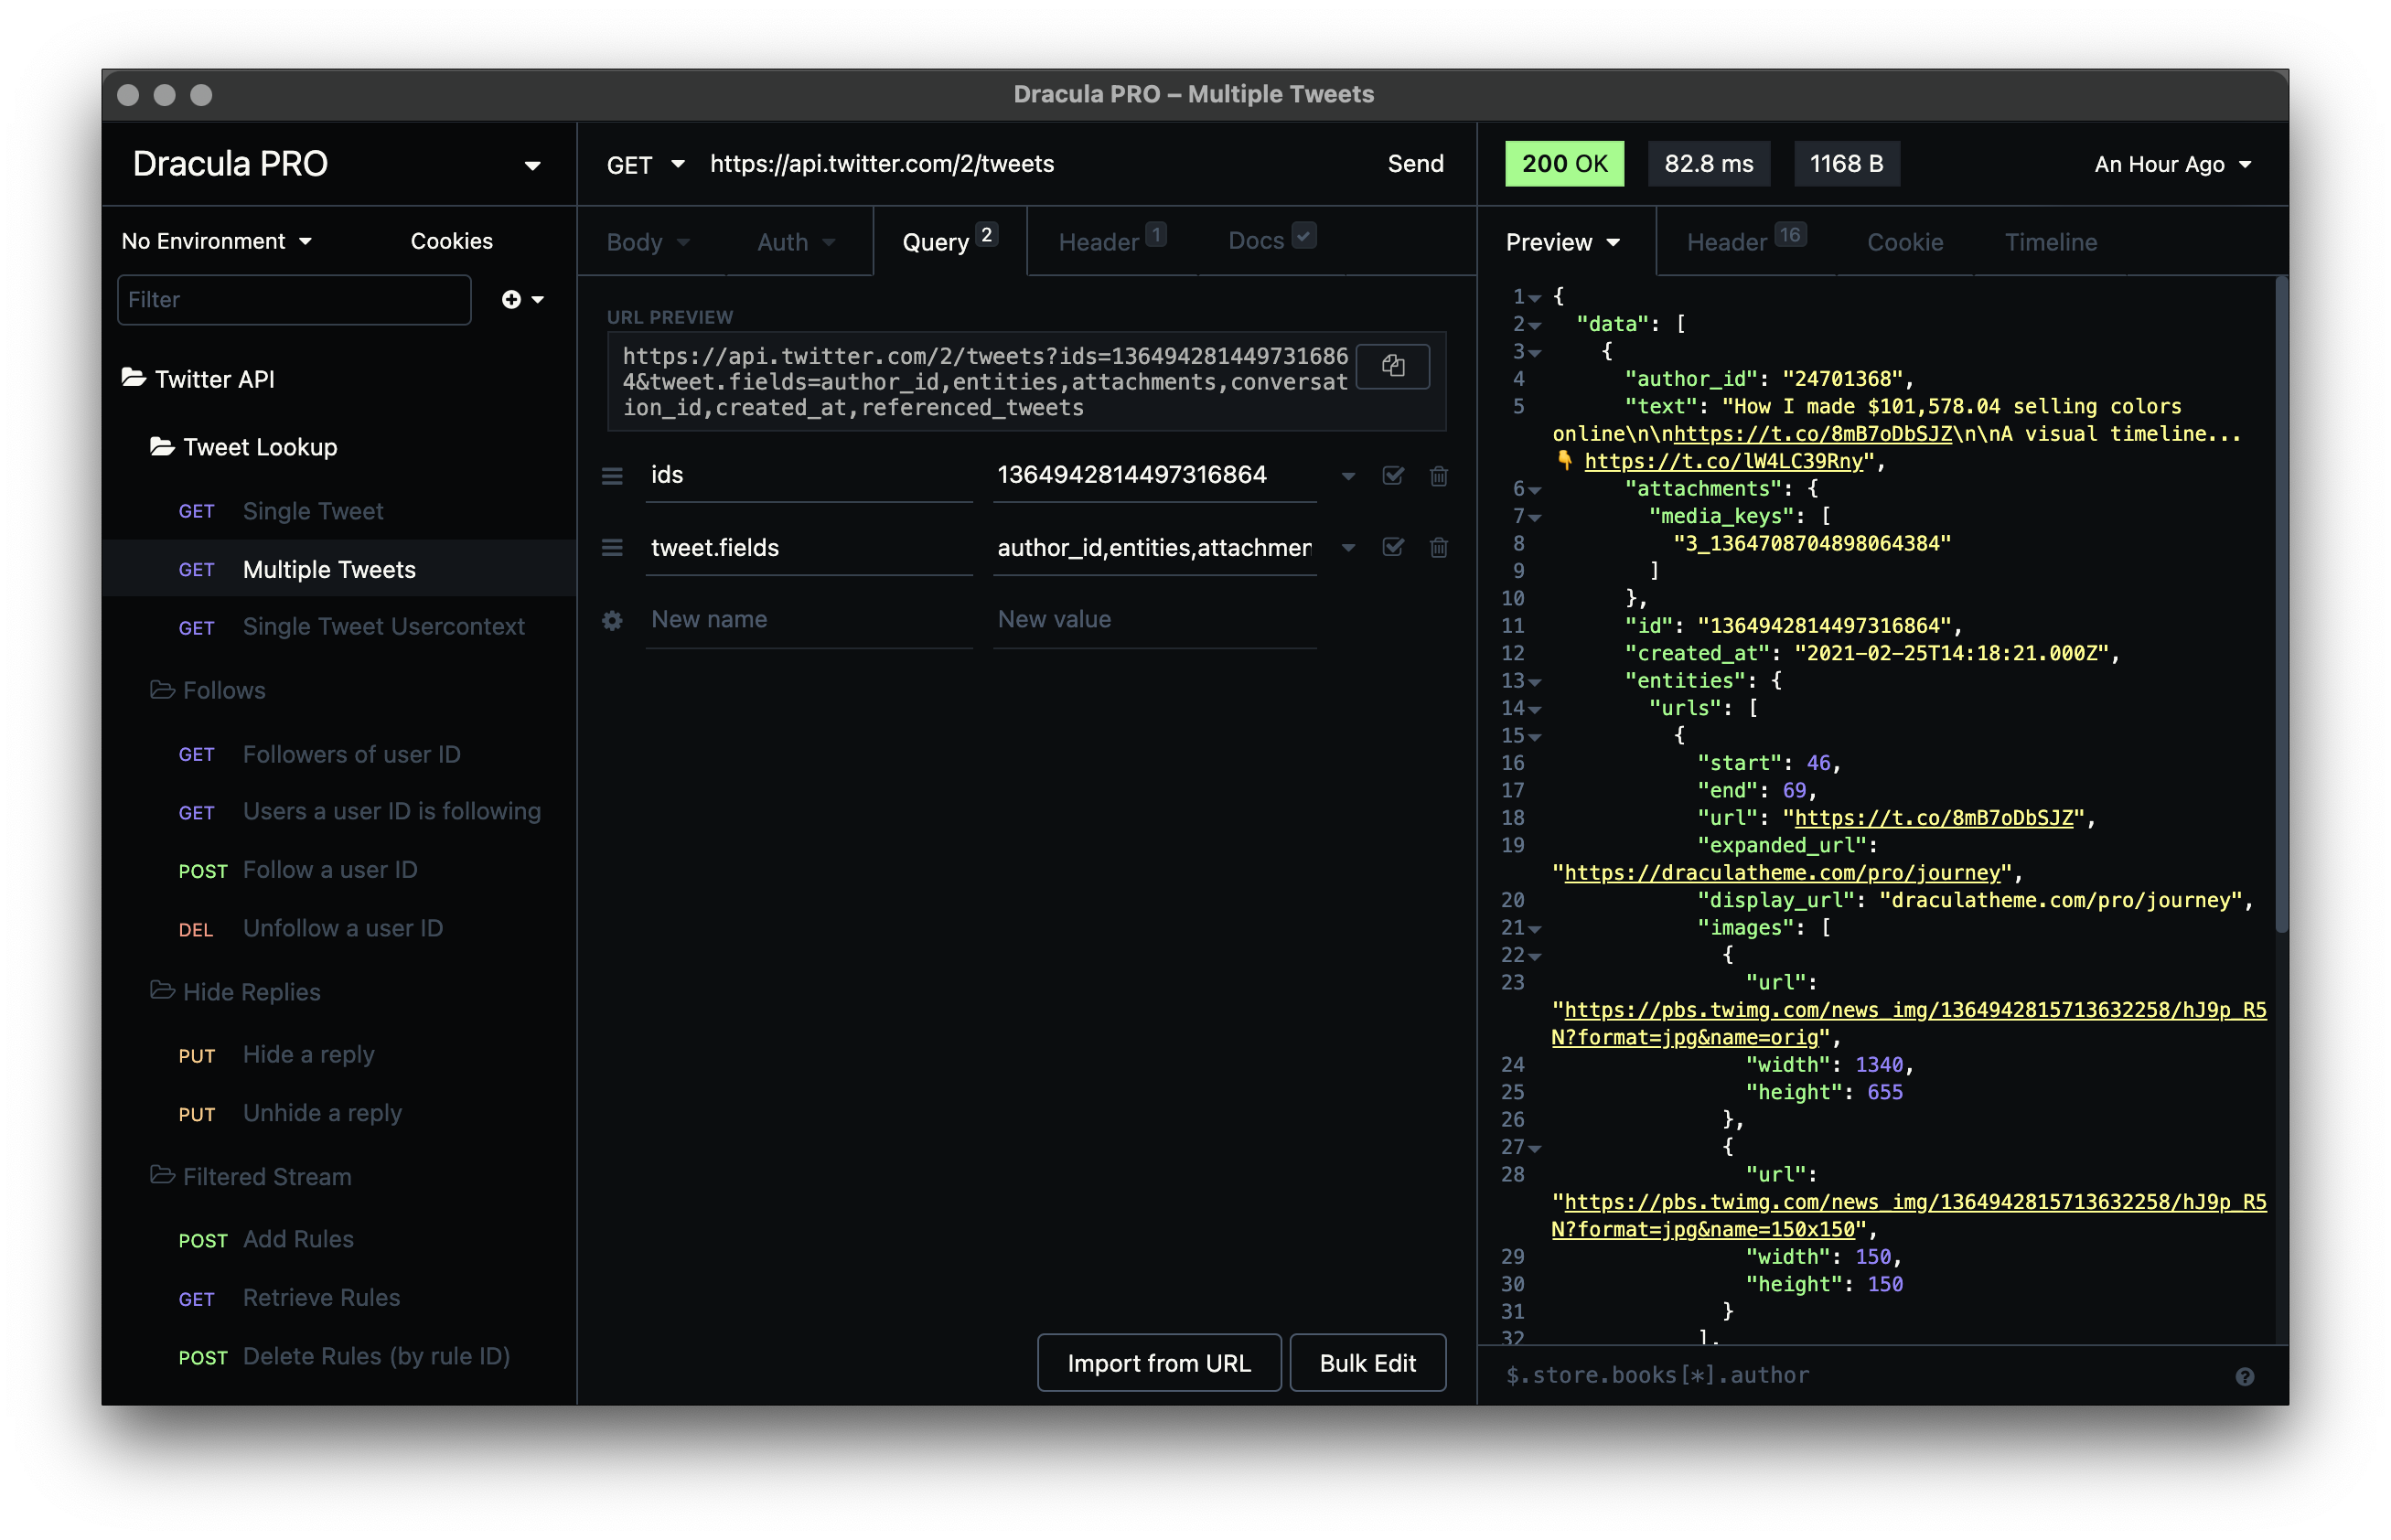 Dracula PRO – Multiple Tweets
Dracula PRO
No Environment
Cookies
Filter
Twitter API
Tweet Lookup
GET Single Tweet
GET Multiple Tweets
GET Single Tweet Usercontext
Follows
GET Followers of user ID
GET Users a user ID is following
POST Follow a user ID
DEL Unfollow a user ID
Hide Replies
PUT Hide a reply
PUT Unhide a reply
Filtered Stream
POST Add Rules
GET Retrieve Rules
POST Delete Rules (by rule ID)
GET https://api.twitter.com/2/tweets Send
Body Auth Query 2 Header 1 Docs
URL PREVIEW
https://api.twitter.com/2/tweets?ids=136494281449731686
4&tweet.fields=author_id,entities,attachments,conversat
ion_id,created_at,referenced_tweets
ids 1364942814497316864
tweet.fields author_id,entities,attachmen
New name New value
Import from URL Bulk Edit
200 OK 82.8 ms 1168 B An Hour Ago
Preview Header 16 Cookie Timeline
1 {
2 "data": [
3 {
4 "author_id": "24701368",
5 "text": "How I made $101,578.04 selling colors
online\n\nhttps://t.co/8mB7oDbSJZ\n\nA visual timeline...
👇 https://t.co/lW4LC39Rny",
6 "attachments": {
7 "media_keys": [
8 "3_1364708704898064384"
9 ]
10 },
11 "id": "1364942814497316864",
12 "created_at": "2021-02-25T14:18:21.000Z",
13 "entities": {
14 "urls": [
15 {
16 "start": 46,
17 "end": 69,
18 "url": "https://t.co/8mB7oDbSJZ",
19 "expanded_url":
"https://draculatheme.com/pro/journey",
20 "display_url": "draculatheme.com/pro/journey",
21 "images": [
22 {
23 "url":
"https://pbs.twimg.com/news_img/1364942815713632258/hJ9p_R5
N?format=jpg&name=orig",
24 "width": 1340,
25 "height": 655
26 },
27 {
28 "url":
"https://pbs.twimg.com/news_img/1364942815713632258/hJ9p_R5
N?format=jpg&name=150x150",
29 "width": 150,
30 "height": 150
31 }
32 ],
$.store.books[*].author